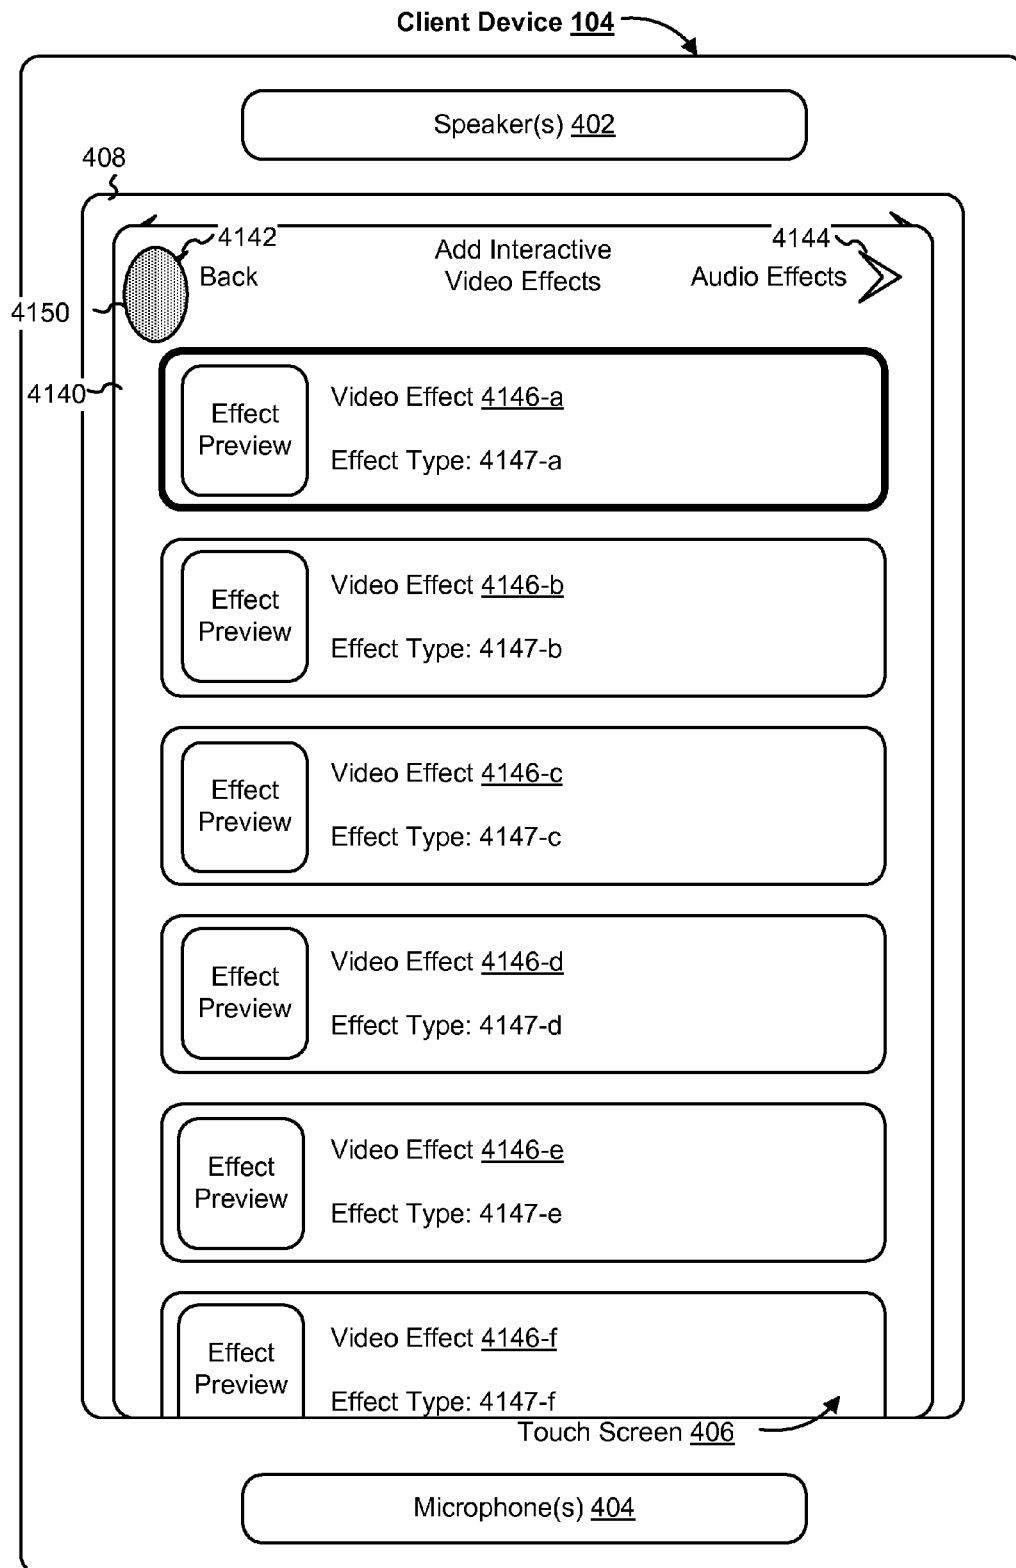 Client Device 104
Speaker(s) 402
408
4142
Add Interactive
Video Effects
4144
Back
Audio Effects
4150
4140
Effect
Preview
Video Effect 4146-a
Effect Type: 4147-a
Effect
Preview
Video Effect 4146-b
Effect Type: 4147-b
Effect
Preview
Video Effect 4146-c
Effect Type: 4147-c
Effect
Preview
Video Effect 4146-d
Effect Type: 4147-d
Effect
Preview
Video Effect 4146-e
Effect Type: 4147-e
Effect
Preview
Video Effect 4146-f
Effect Type: 4147-f
Touch Screen 406
Microphone(s) 404